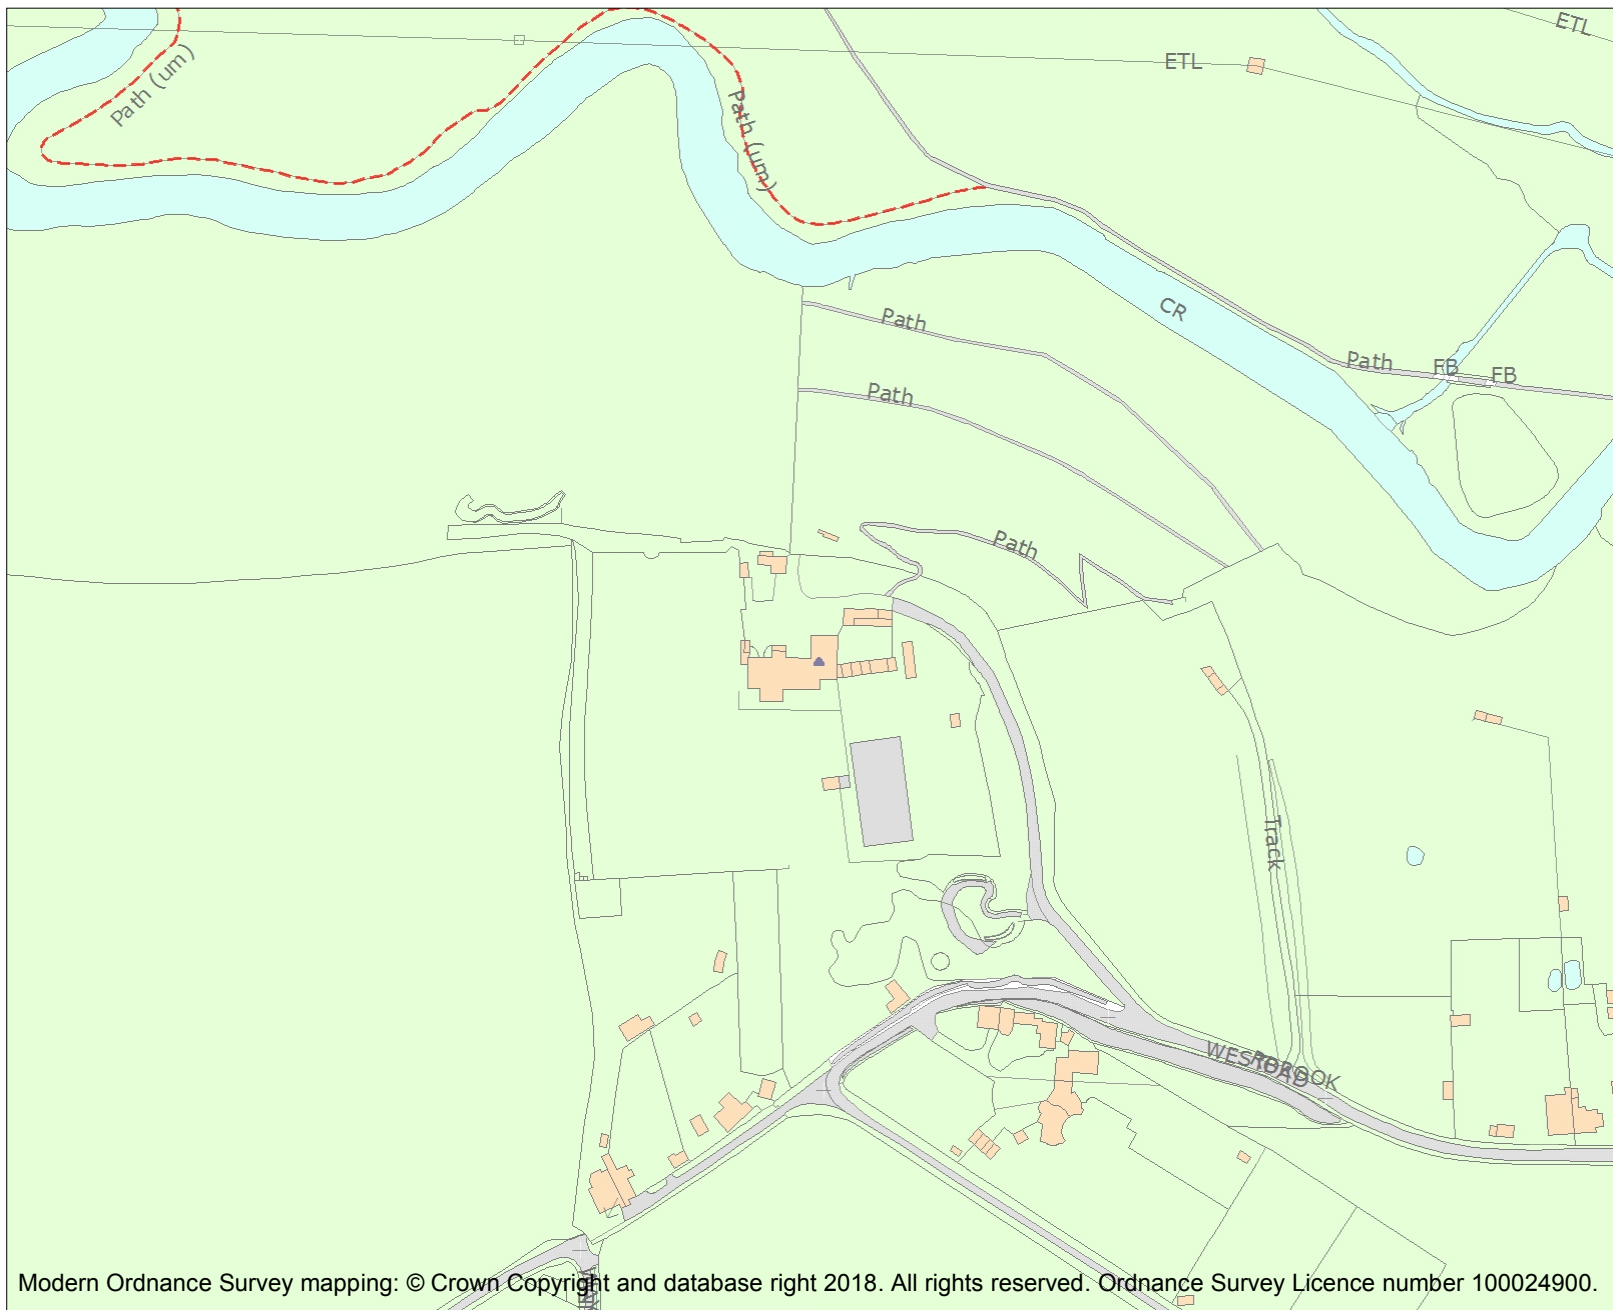 ETL
ETL
Path (um)
Path (um)
CR
Path
Path
FB
FB
Path
Path
Track
WESTBROOK
ROAD
Modern Ordnance Survey mapping: © Crown Copyright and database right 2018. All rights reserved. Ordnance Survey Licence number 100024900.